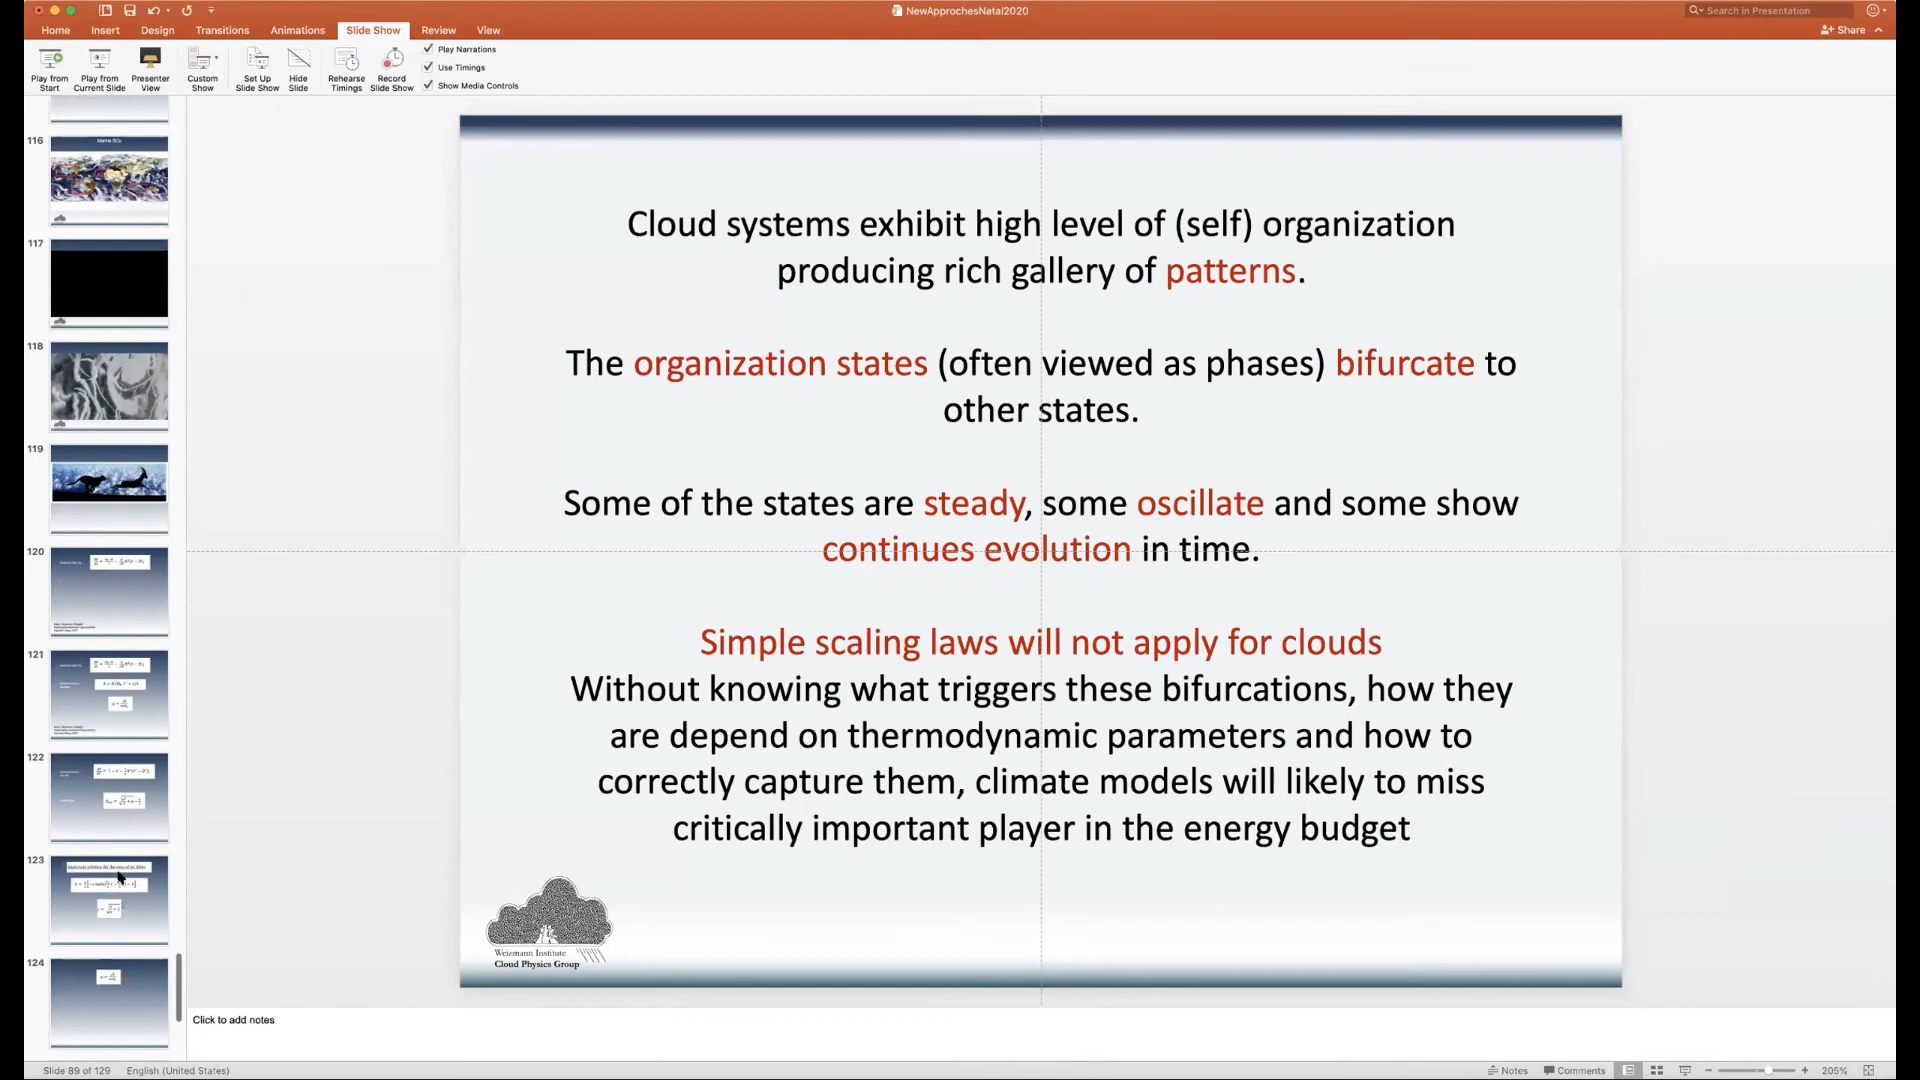 NewApprochesNatal2020
Search in Presentation
Home Insert Design Transitions Animations Slide Show Review View
Share
Play from Start
Play from Current Slide
Presenter View
Custom Show
Set Up Slide Show
Hide Slide
Rehearse Timings
Record Slide Show
Play Narrations
Use Timings
Show Media Controls
116
117
118
119
120
121
122
123
124
Cloud systems exhibit high level of (self) organization
producing rich gallery of patterns.
The organization states (often viewed as phases) bifurcate to
other states.
Some of the states are steady, some oscillate and some show
continues evolution in time.
Simple scaling laws will not apply for clouds
Without knowing what triggers these bifurcations, how they
are depend on thermodynamic parameters and how to
correctly capture them, climate models will likely to miss
critically important player in the energy budget
Weizmann Institute
Cloud Physics Group
Click to add notes
Slide 89 of 129 English (United States)
Notes Comments 205%